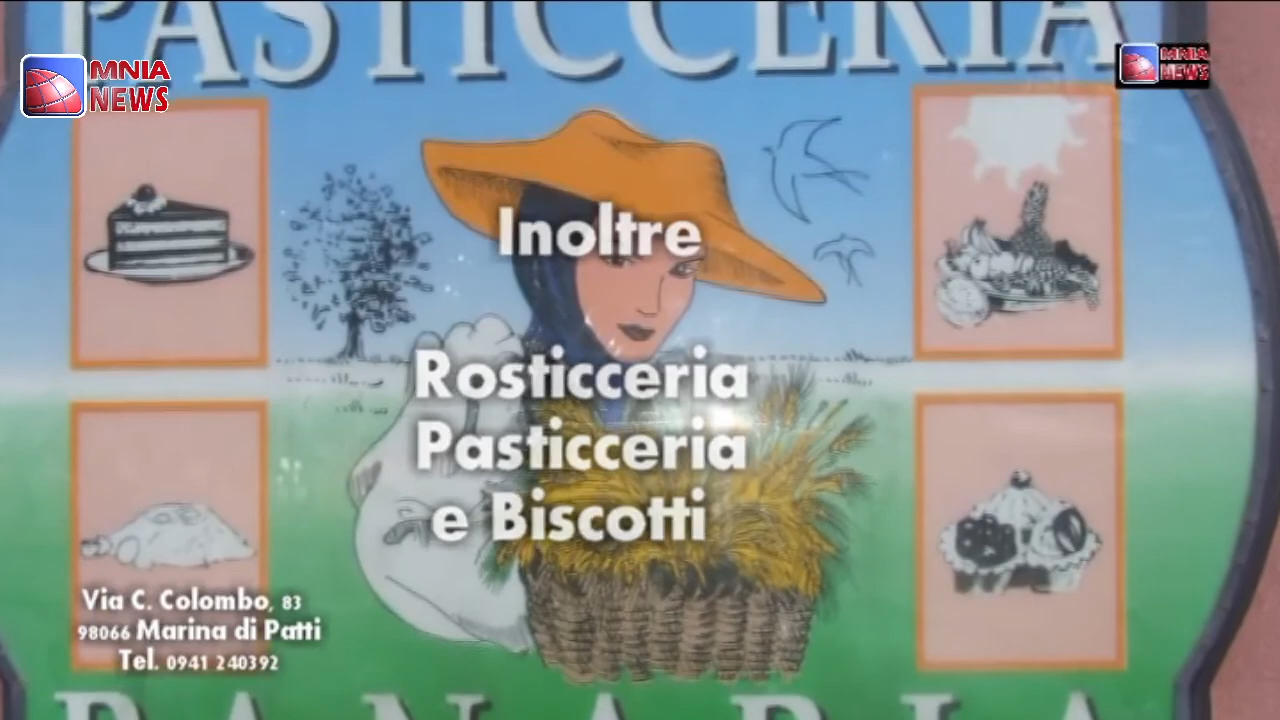 PASTICCERIA
MNIA
NEWS
MNIA
NEWS
Inoltre
Rosticceria
Pasticceria
e Biscotti
Via C. Colombo, 83
98066 Marina di Patti
Tel. 0941 240392
PANARIA